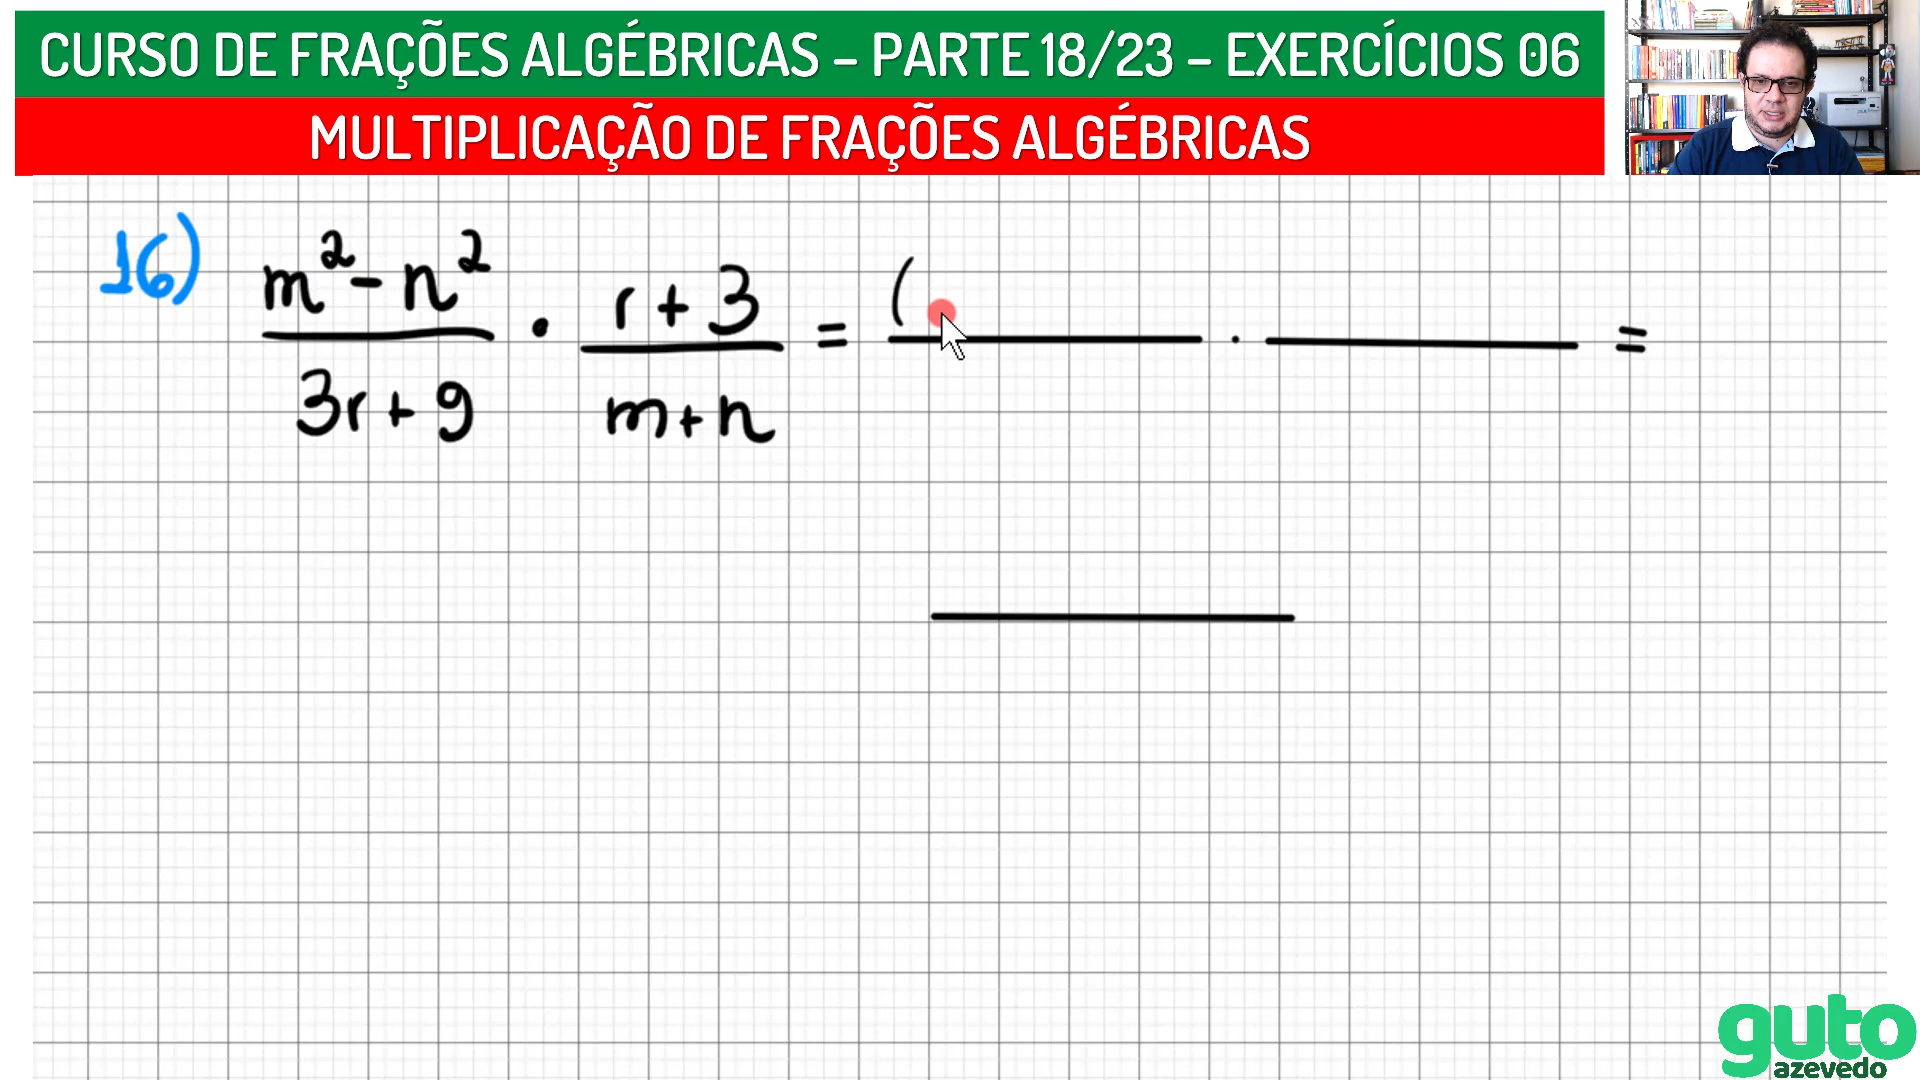 CURSO DE FRAÇÕES ALGÉBRICAS – PARTE 18/23 – EXERCÍCIOS 06
MULTIPLICAÇÃO DE FRAÇÕES ALGÉBRICAS
16) m² - n² / 3r + 9 · r + 3 / m + n = ( · =
guto
azevedo